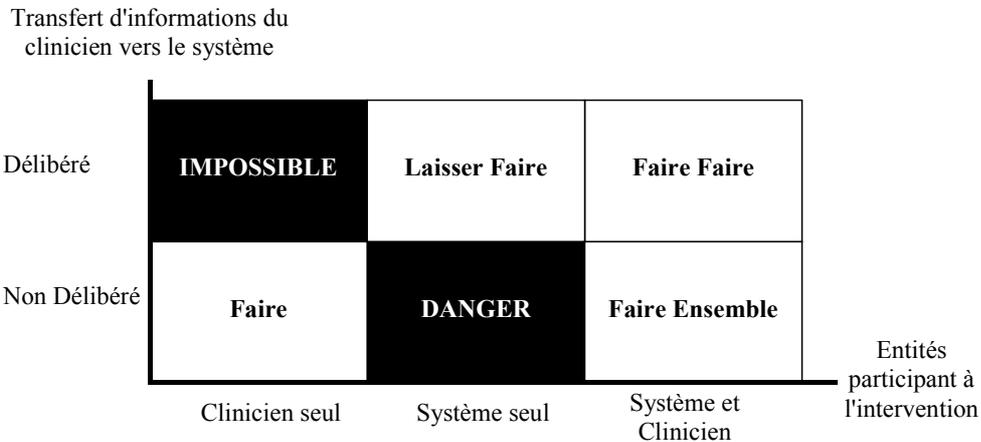 Transfert d'informations du
clinicien vers le système
Délibéré
IMPOSSIBLE
Laisser Faire
Faire Faire
Non Délibéré
Faire
DANGER
Faire Ensemble
Entités
participant à
l'intervention
Clinicien seul
Système seul
Système et
Clinicien